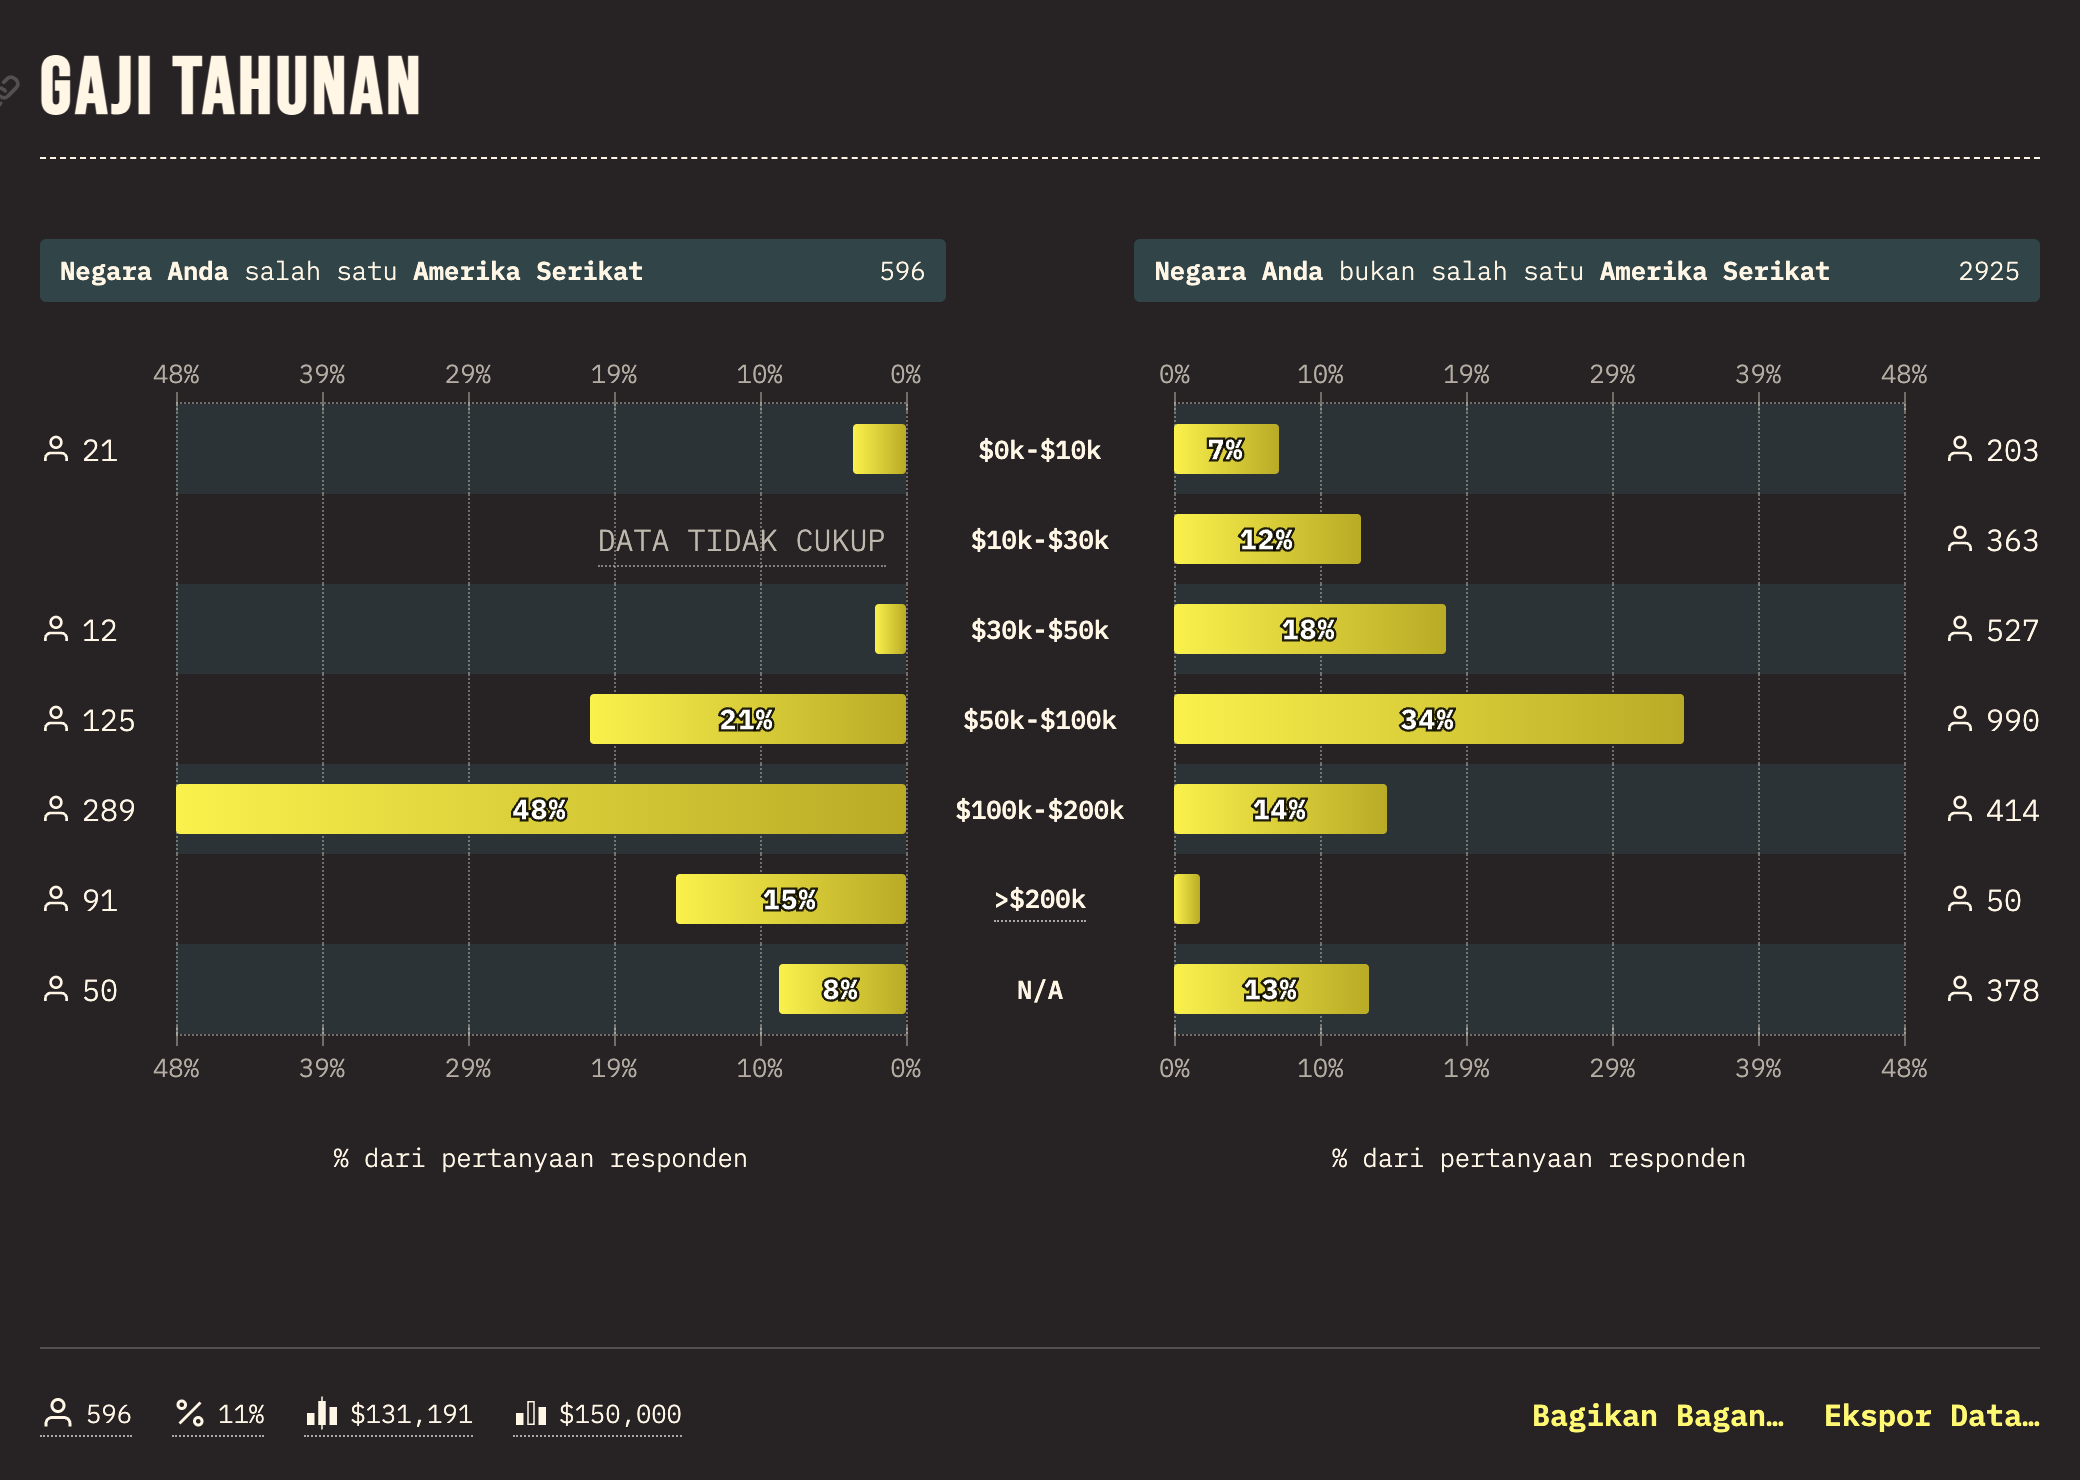 GAJI TAHUNAN
Negara Anda salah satu Amerika Serikat 596
Negara Anda bukan salah satu Amerika Serikat 2925
48% 39% 29% 19% 10% 0%
0% 10% 19% 29% 39% 48%
21 $0k-$10k 7% 203
DATA TIDAK CUKUP $10k-$30k 12% 363
12 $30k-$50k 18% 527
125 21% $50k-$100k 34% 990
289 48% $100k-$200k 14% 414
91 15% >$200k 50
50 8% N/A 13% 378
48% 39% 29% 19% 10% 0%
0% 10% 19% 29% 39% 48%
% dari pertanyaan responden
% dari pertanyaan responden
596 11% $131,191 $150,000
Bagikan Bagan… Ekspor Data…